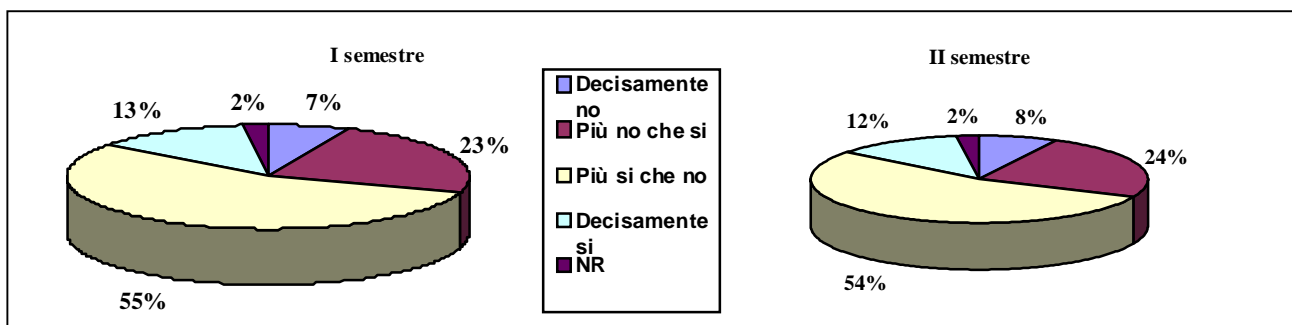 I semestre
13%
2%
7%
23%
55%
Decisamente
no
Più no che si
Più si che no
Decisamente
si
NR
II semestre
12%
2%
8%
24%
54%